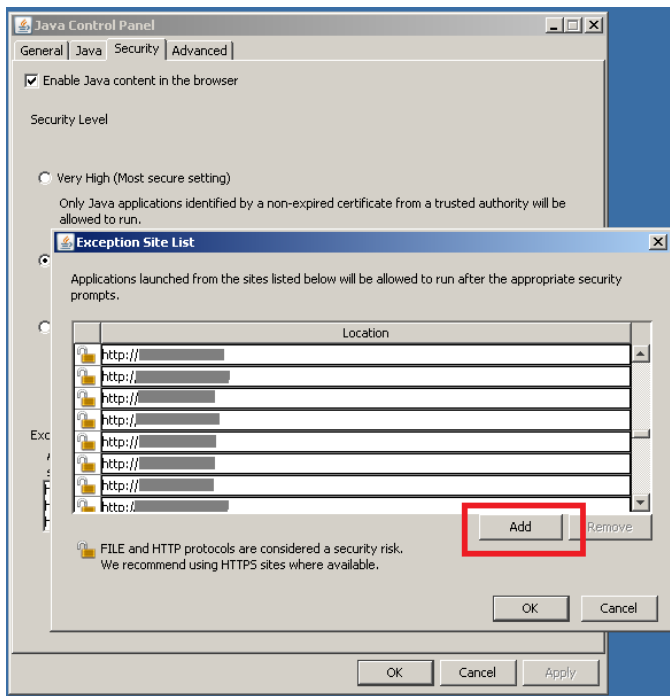 Java Control Panel
General Java Security Advanced
Enable Java content in the browser
Security Level
Very High (Most secure setting)
Only Java applications identified by a non-expired certificate from a trusted authority will be
allowed to run.
Exception Site List
Applications launched from the sites listed below will be allowed to run after the appropriate security
prompts.
Location
http://
http:/
http://
http:/
http://
http://
http://
http:/
Exc
Add Remove
FILE and HTTP protocols are considered a security risk.
We recommend using HTTPS sites where available.
OK Cancel
OK Cancel Apply